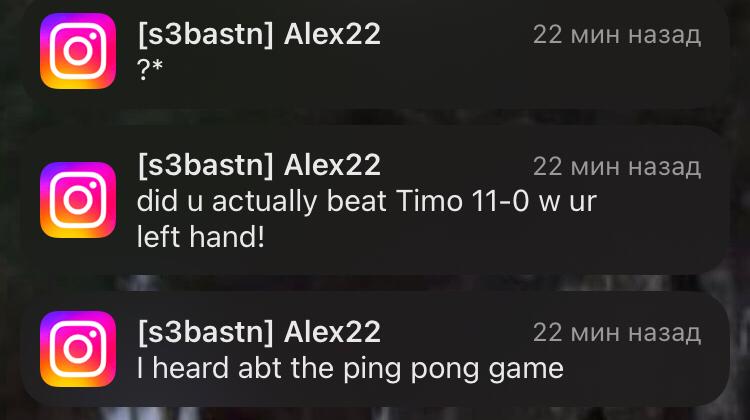 [s3bastn] Alex22 22 мин назад
?*
[s3bastn] Alex22 22 мин назад
did u actually beat Timo 11-0 w ur
left hand!
[s3bastn] Alex22 22 мин назад
I heard abt the ping pong game